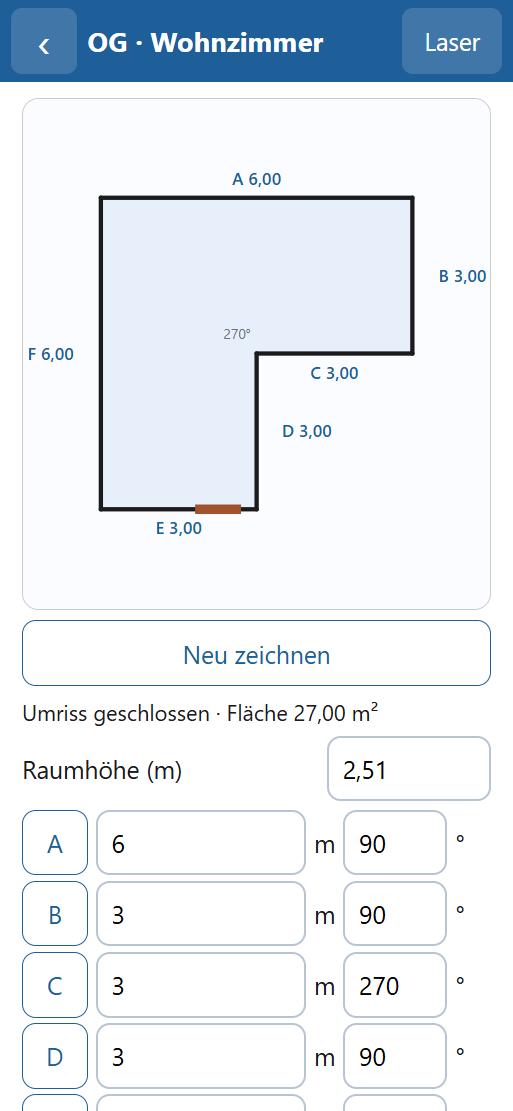 ‹ OG · Wohnzimmer Laser
A 6,00
B 3,00
270°
F 6,00
C 3,00
D 3,00
E 3,00
Neu zeichnen
Umriss geschlossen · Fläche 27,00 m²
Raumhöhe (m) 2,51
A 6 m 90 °
B 3 m 90 °
C 3 m 270 °
D 3 m 90 °